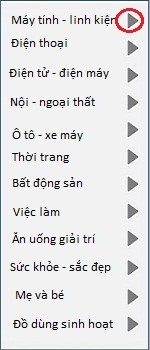 Máy tính - linh kiện
Điện thoại
Điện tử - điện máy
Nội - ngoại thất
Ô tô - xe máy
Thời trang
Bất động sản
Việc làm
Ăn uống giải trí
Sức khỏe - sắc đẹp
Mẹ và bé
Đồ dùng sinh hoạt